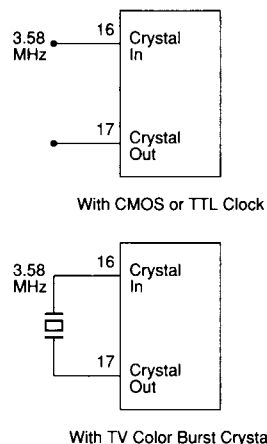 3.58
MHz
16
Crystal
In
17
Crystal
Out
With CMOS or TTL Clock
3.58
MHz
16
Crystal
In
17
Crystal
Out
With TV Color Burst Crysta